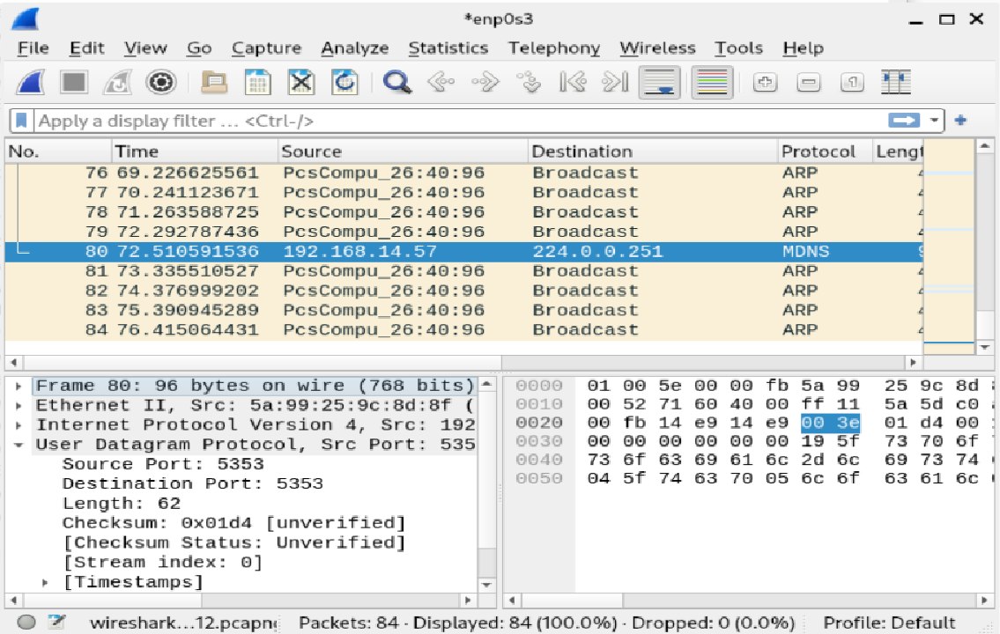 *enp0s3
File Edit View Go Capture Analyze Statistics Telephony Wireless Tools Help
Apply a display filter ... <Ctrl-/>
No. Time Source Destination Protocol Lengt
76 69.226625561 PcsCompu_26:40:96 Broadcast ARP 4
77 70.241123671 PcsCompu_26:40:96 Broadcast ARP 4
78 71.263588725 PcsCompu_26:40:96 Broadcast ARP 4
79 72.292787436 PcsCompu_26:40:96 Broadcast ARP 4
80 72.510591536 192.168.14.57 224.0.0.251 MDNS 9
81 73.335510527 PcsCompu_26:40:96 Broadcast ARP 4
82 74.376999202 PcsCompu_26:40:96 Broadcast ARP 4
83 75.390945289 PcsCompu_26:40:96 Broadcast ARP 4
84 76.415064431 PcsCompu_26:40:96 Broadcast ARP 4
Frame 80: 96 bytes on wire (768 bits)
Ethernet II, Src: 5a:99:25:9c:8d:8f (
Internet Protocol Version 4, Src: 192
User Datagram Protocol, Src Port: 535
Source Port: 5353
Destination Port: 5353
Length: 62
Checksum: 0x01d4 [unverified]
[Checksum Status: Unverified]
[Stream index: 0]
[Timestamps]
0000 01 00 5e 00 00 fb 5a 99 25 9c 8d
0010 00 52 71 60 40 00 ff 11 5a 5d c0
0020 00 fb 14 e9 14 e9 00 3e 01 d4 00
0030 00 00 00 00 00 00 19 5f 73 70 6f
0040 73 6f 63 69 61 6c 2d 6c 69 73 74
0050 04 5f 74 63 70 05 6c 6f 63 61 6c
wireshark...12.pcapng Packets: 84 · Displayed: 84 (100.0%) · Dropped: 0 (0.0%) Profile: Default